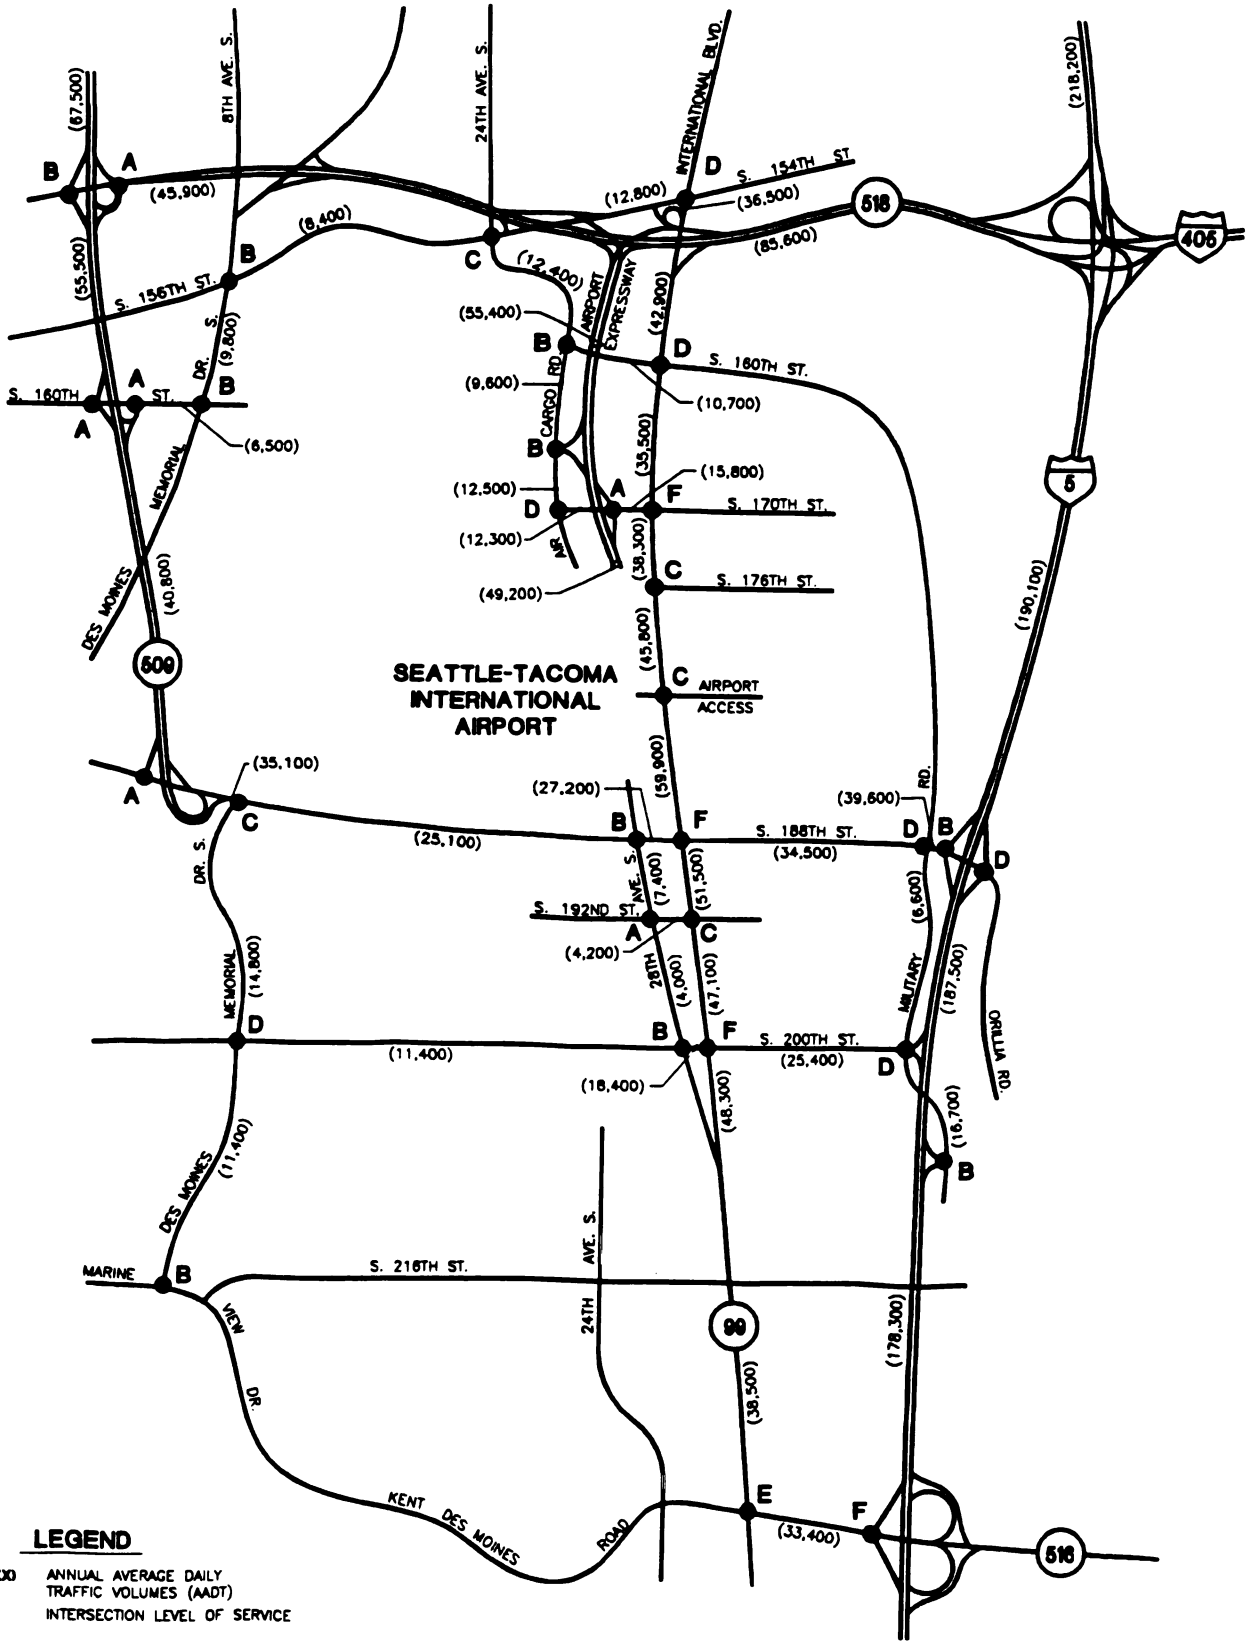 8TH AVE. S.
24TH AVE. S.
INTERNATIONAL BLVD.
(218,200)
(67,500)
B
A
(45,900)
D
S. 154TH ST
(12,800)
(36,500)
518
(85,600)
405
(8,400)
C
(12,400)
B
S. 156TH ST.
(55,500)
(9,800)
AIRPORT
EXPRESSWAY
(55,400)
(42,900)
B
D
S. 160TH ST.
(9,600)
(10,700)
S. 160TH
A
ST.
B
A
(6,500)
DES MOINES
MEMORIAL
DR. S.
AIR
CARGO RD.
B
(35,500)
(12,500)
(15,800)
D
A
F
S. 170TH ST.
(12,300)
(38,300)
5
(49,200)
C
S. 176TH ST.
(40,800)
(190,100)
509
(45,800)
SEATTLE-TACOMA
INTERNATIONAL
AIRPORT
C
AIRPORT
ACCESS
(59,900)
A
(35,100)
C
(27,200)
(39,600)
(25,100)
B
F
S. 188TH ST.
(34,500)
D
B
D
(7,400)
(51,500)
(6,600)
S. 192ND ST.
A
C
(4,200)
28TH
AVE. S.
(4,000)
(47,100)
MILITARY
RD.
(187,500)
DES MOINES
MEMORIAL
DR. S.
(14,800)
D
(11,400)
B
F
S. 200TH ST.
(25,400)
D
ORILLIA RD.
(18,400)
(48,300)
(16,700)
B
(11,400)
MARINE
B
VIEW
DR.
S. 216TH ST.
24TH
AVE. S.
99
(178,300)
(38,500)
KENT
DES MOINES
ROAD
E
(33,400)
F
516
LEGEND
ANNUAL AVERAGE DAILY
TRAFFIC VOLUMES (AADT)
INTERSECTION LEVEL OF SERVICE